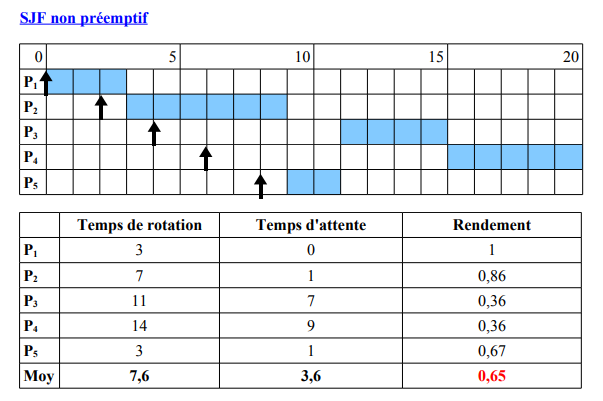 SJF non préemptif
0 5 10 15 20
P1
P2
P3
P4
P5
Temps de rotation Temps d'attente Rendement
P1 3 0 1
P2 7 1 0,86
P3 11 7 0,36
P4 14 9 0,36
P5 3 1 0,67
Moy 7,6 3,6 0,65